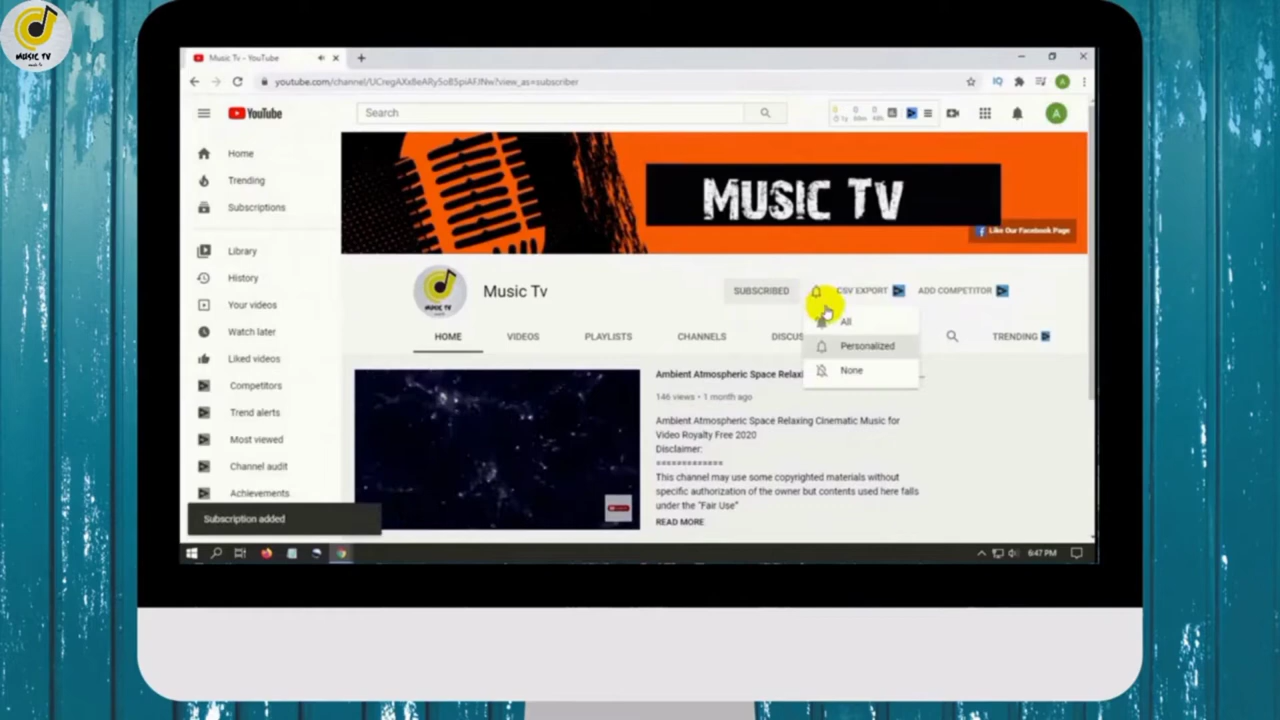 MUSIC TV
Music Tv - YouTube
youtube.com/channel/UCregAXx8eARy5oB5piAFJNw?view_as=subscriber
YouTube
Search
A
Home
Trending
Subscriptions
Library
History
Your videos
Watch later
Liked videos
Competitors
Trend alerts
Most viewed
Channel audit
Achievements
Subscription added
MUSIC TV
Like Our Facebook Page
MUSIC TV
Music Tv
SUBSCRIBED
CSV EXPORT
ADD COMPETITOR
HOME
VIDEOS
PLAYLISTS
CHANNELS
DISCUS
TRENDING
All
Personalized
None
Ambient Atmospheric Space Relaxi
146 views • 1 month ago
Ambient Atmospheric Space Relaxing Cinematic Music for
Video Royalty Free 2020
Disclaimer:
=============
This channel may use some copyrighted materials without
specific authorization of the owner but contents used here falls
under the "Fair Use"
READ MORE
6:47 PM